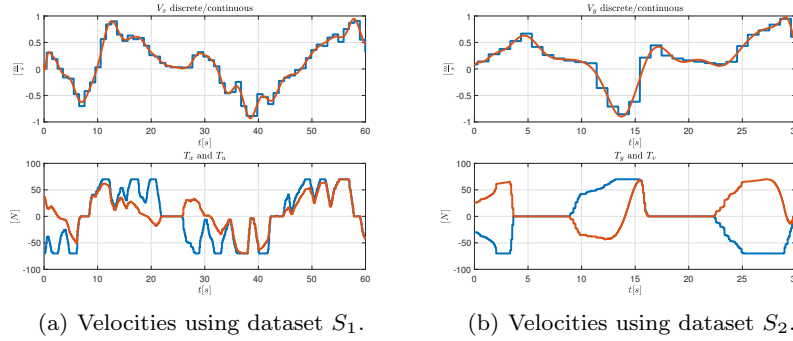 V_x discrete/continuous
[m/s]
1
0.5
0
-0.5
-1
0 10 20 30 40 50 60
t[s]
T_x and T_u
[N]
100
50
0
-50
-100
0 10 20 30 40 50 60
t[s]
(a) Velocities using dataset S_1.
V_y discrete/continuous
[m/s]
1
0.5
0
-0.5
-1
0 5 10 15 20 25
t[s]
T_y and T_v
[N]
100
50
0
-50
-100
0 5 10 15 20 25
t[s]
(b) Velocities using dataset S_2.